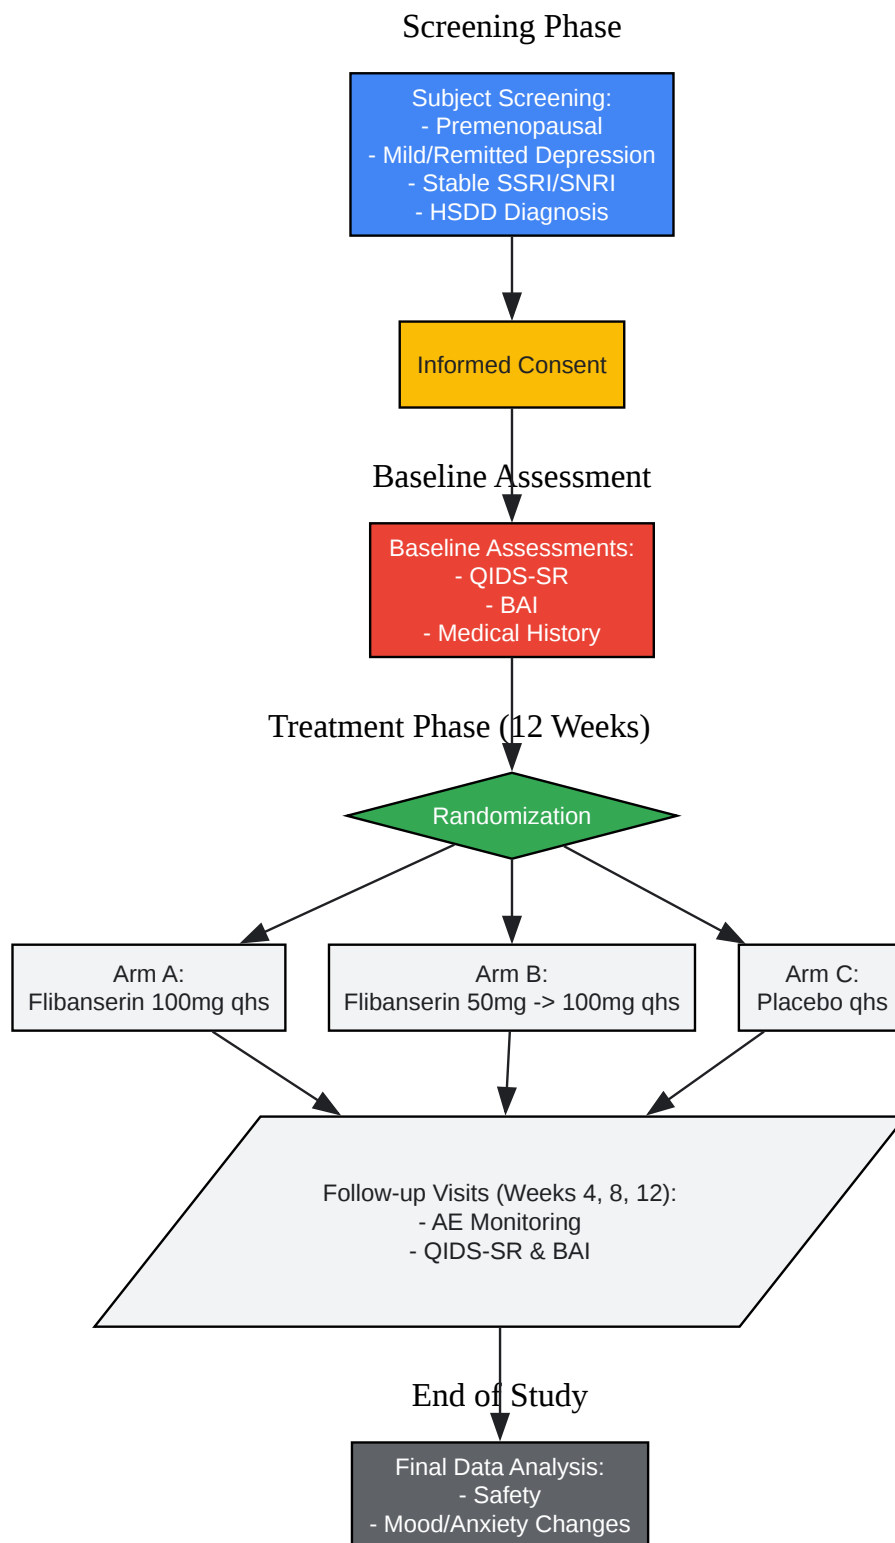 Screening Phase
Subject Screening:
- Premenopausal
- Mild/Remitted Depression
- Stable SSRI/SNRI
- HSDD Diagnosis
Informed Consent
Baseline Assessment
Baseline Assessments:
- QIDS-SR
- BAI
- Medical History
Treatment Phase (12 Weeks)
Randomization
Arm A:
Flibanserin 100mg qhs
Arm B:
Flibanserin 50mg -> 100mg qhs
Arm C:
Placebo qhs
Follow-up Visits (Weeks 4, 8, 12):
- AE Monitoring
- QIDS-SR & BAI
End of Study
Final Data Analysis:
- Safety
- Mood/Anxiety Changes